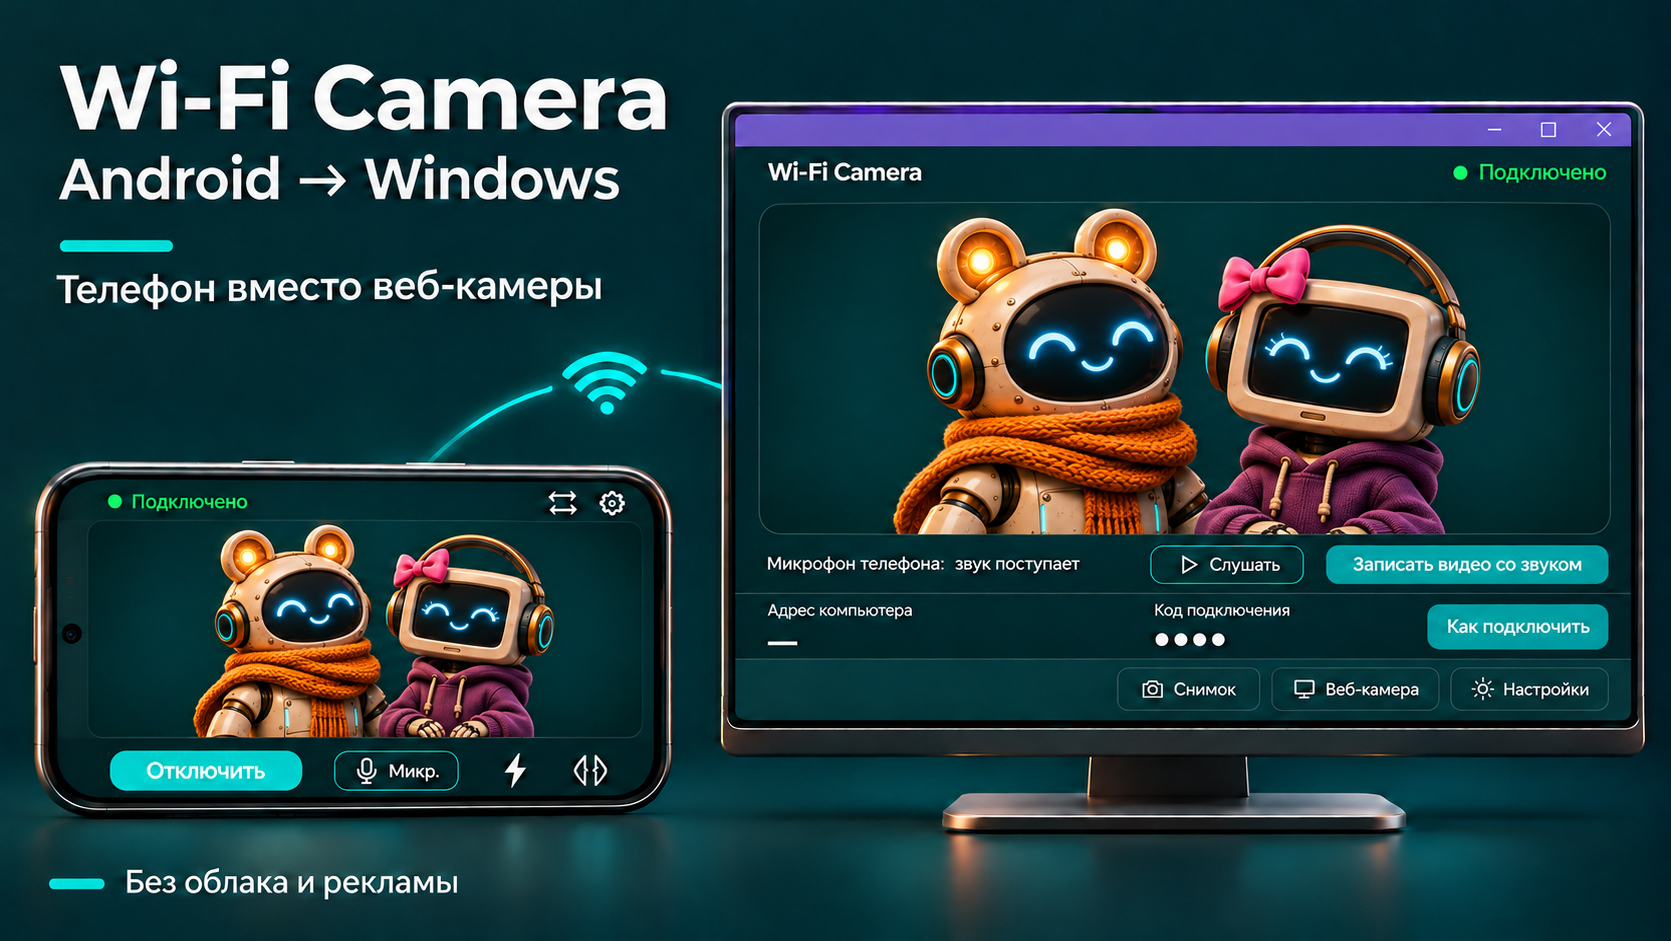 Wi-Fi Camera
Android → Windows
Телефон вместо веб-камеры
Подключено
Отключить
Микр.
Без облака и рекламы
Wi-Fi Camera
Подключено
Микрофон телефона: звук поступает
Слушать
Записать видео со звуком
Адрес компьютера
Код подключения
Как подключить
Снимок
Веб-камера
Настройки